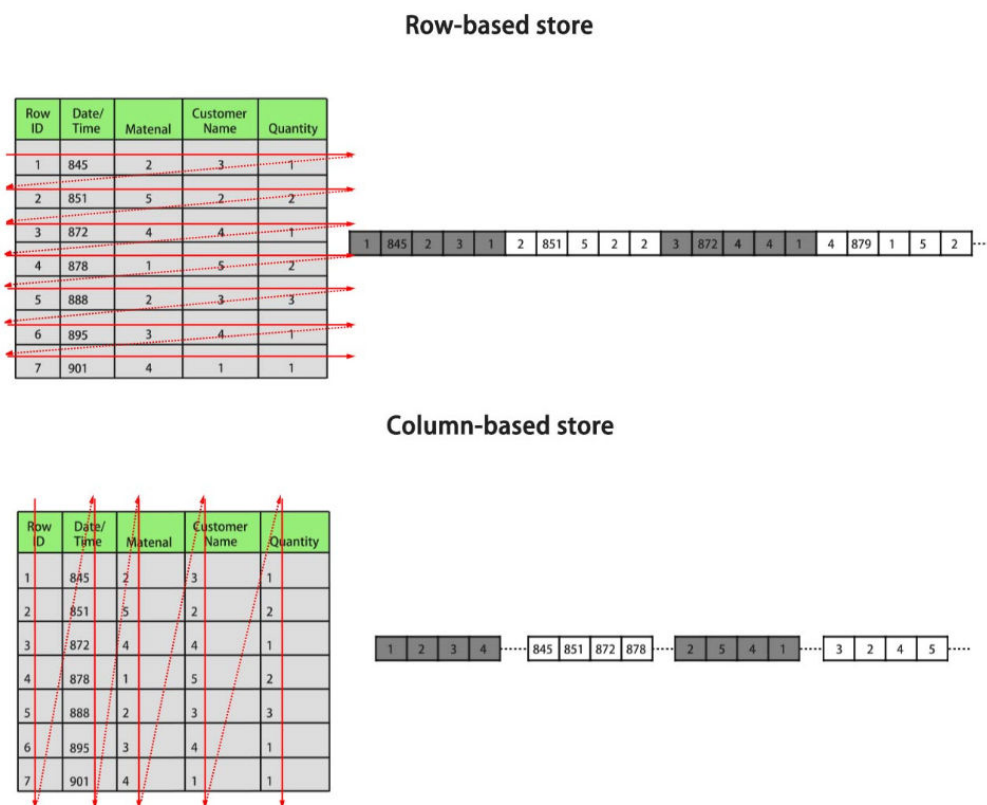 Row-based store
Row ID Date/Time Matenal Customer Name Quantity
1 845 2 3 1
2 851 5 2 2
3 872 4 4 1
4 878 1 5 2
5 888 2 3 3
6 895 3 4 1
7 901 4 1 1
1 845 2 3 1 2 851 5 2 2 3 872 4 4 1 4 879 1 5 2
Column-based store
Row ID Date/Time Matenal Customer Name Quantity
1 845 2 3 1
2 851 5 2 2
3 872 4 4 1
4 878 1 5 2
5 888 2 3 3
6 895 3 4 1
7 901 4 1 1
1 2 3 4 845 851 872 878 2 5 4 1 3 2 4 5